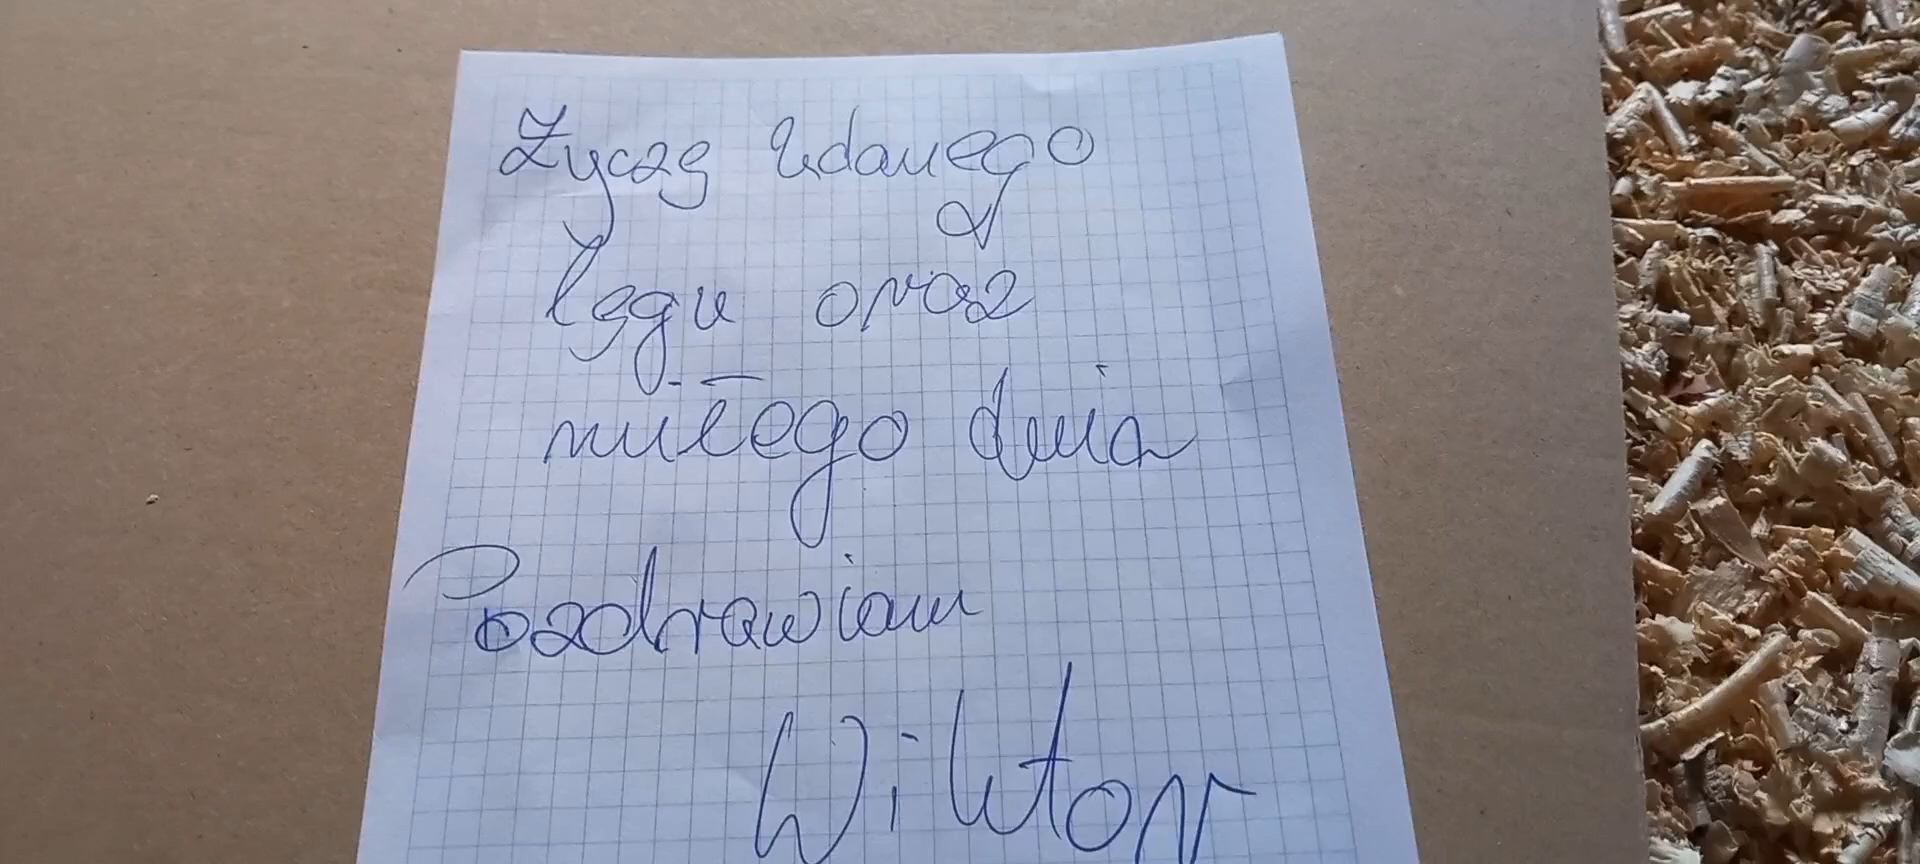 Życzę udanego
lęgu oraz
miłego dnia
Pozdrawiam
Wiktor